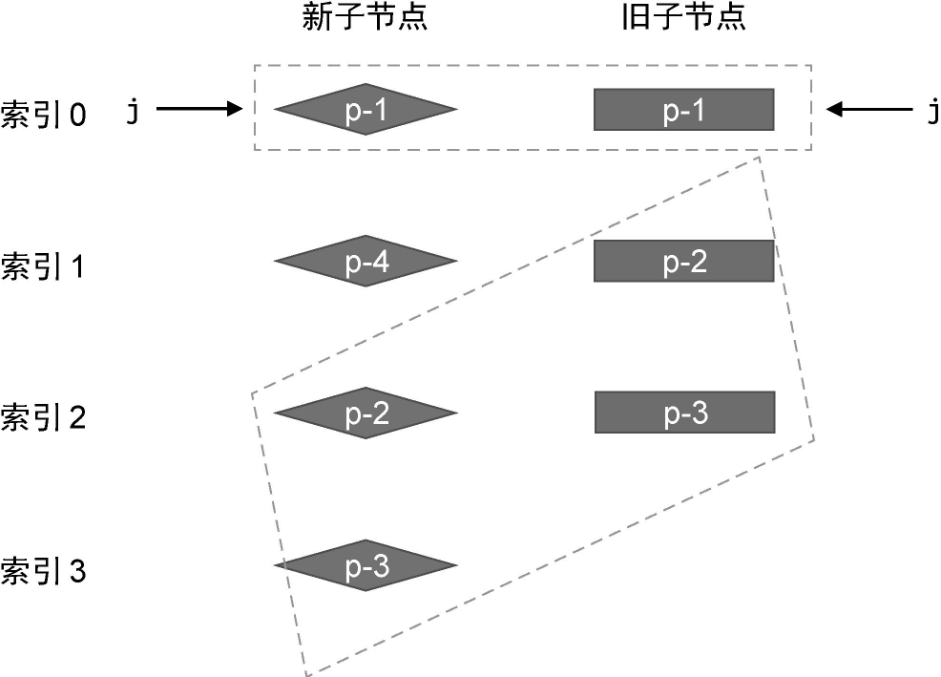 新子节点 旧子节点
索引 0 j p-1 p-1 j
索引 1 p-4 p-2
索引 2 p-2 p-3
索引 3 p-3